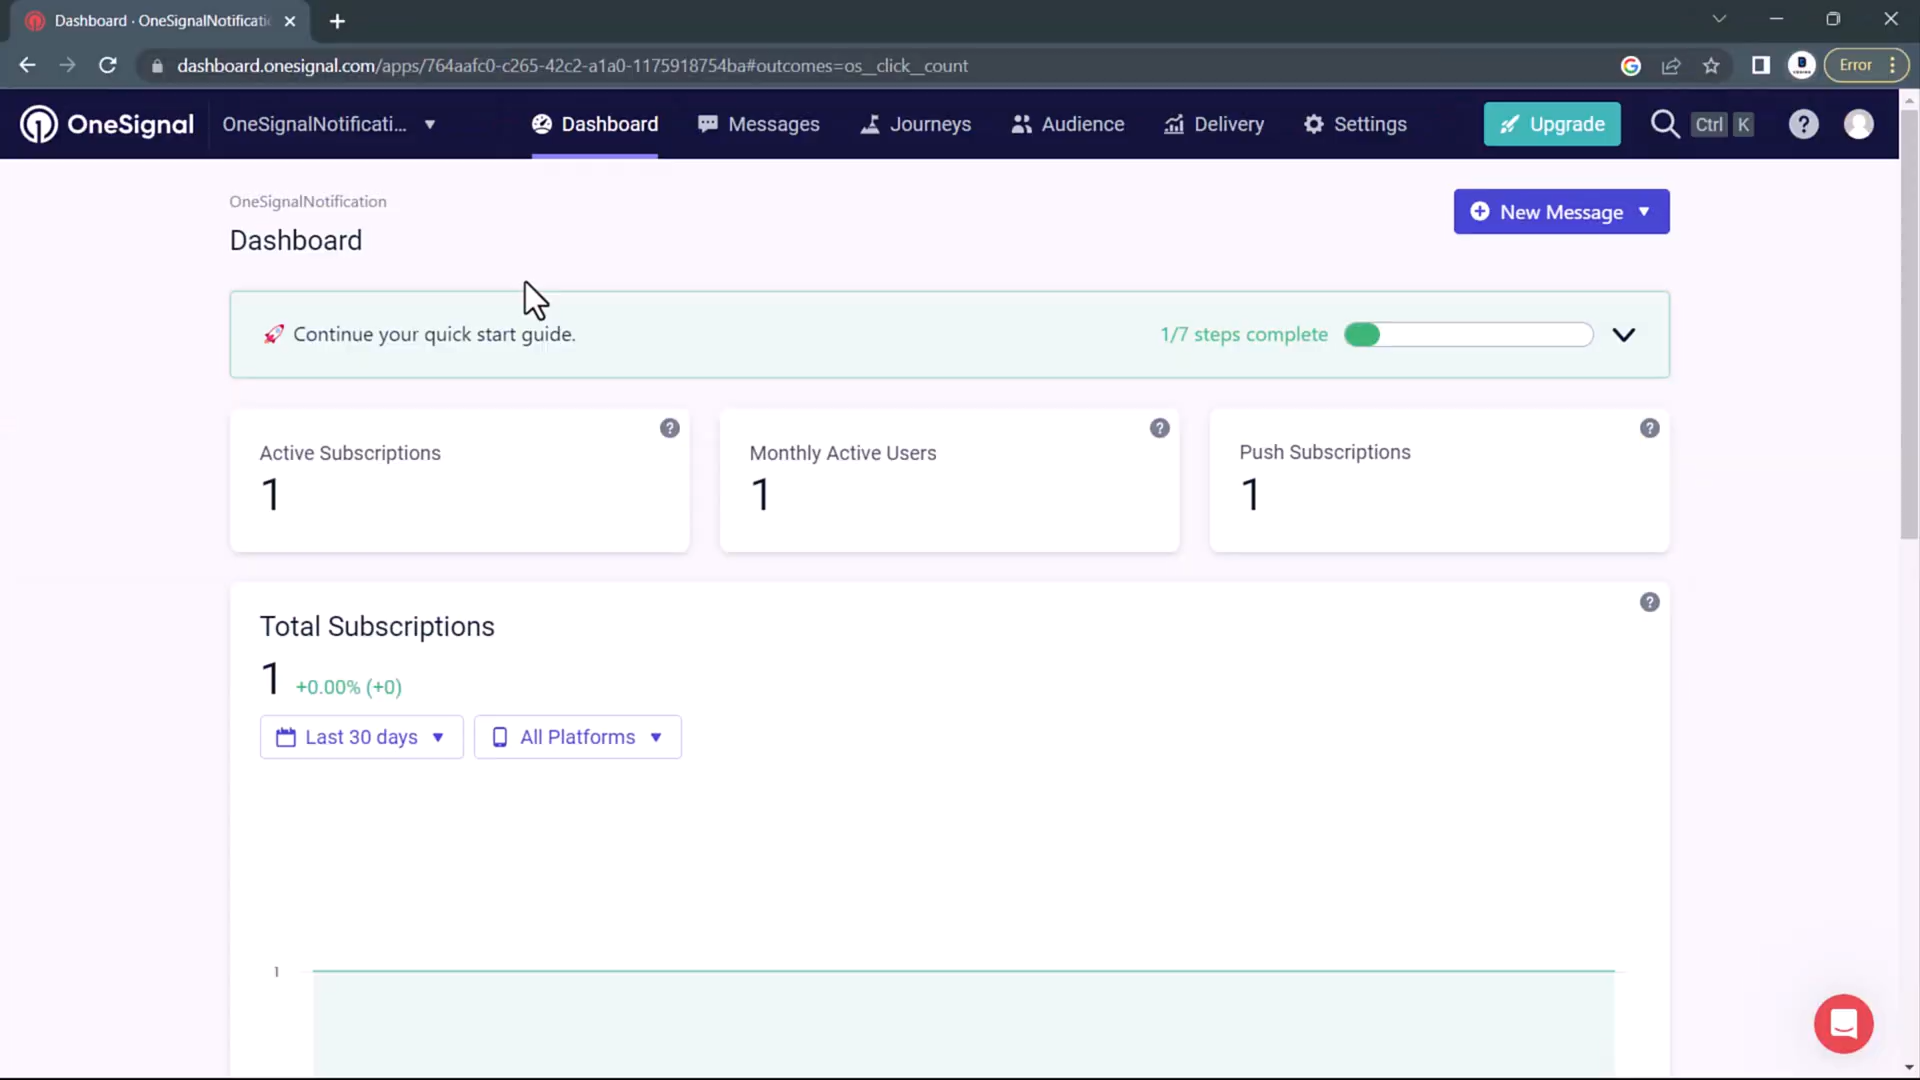 Dashboard · OneSignalNotificati
dashboard.onesignal.com/apps/764aafc0-c265-42c2-a1a0-1175918754ba#outcomes=os__click__count
Error
OneSignal
OneSignalNotificati...
Dashboard
Messages
Journeys
Audience
Delivery
Settings
Upgrade
Ctrl K
OneSignalNotification
Dashboard
New Message
Continue your quick start guide.
1/7 steps complete
Active Subscriptions
1
Monthly Active Users
1
Push Subscriptions
1
Total Subscriptions
1 +0.00% (+0)
Last 30 days
All Platforms
1